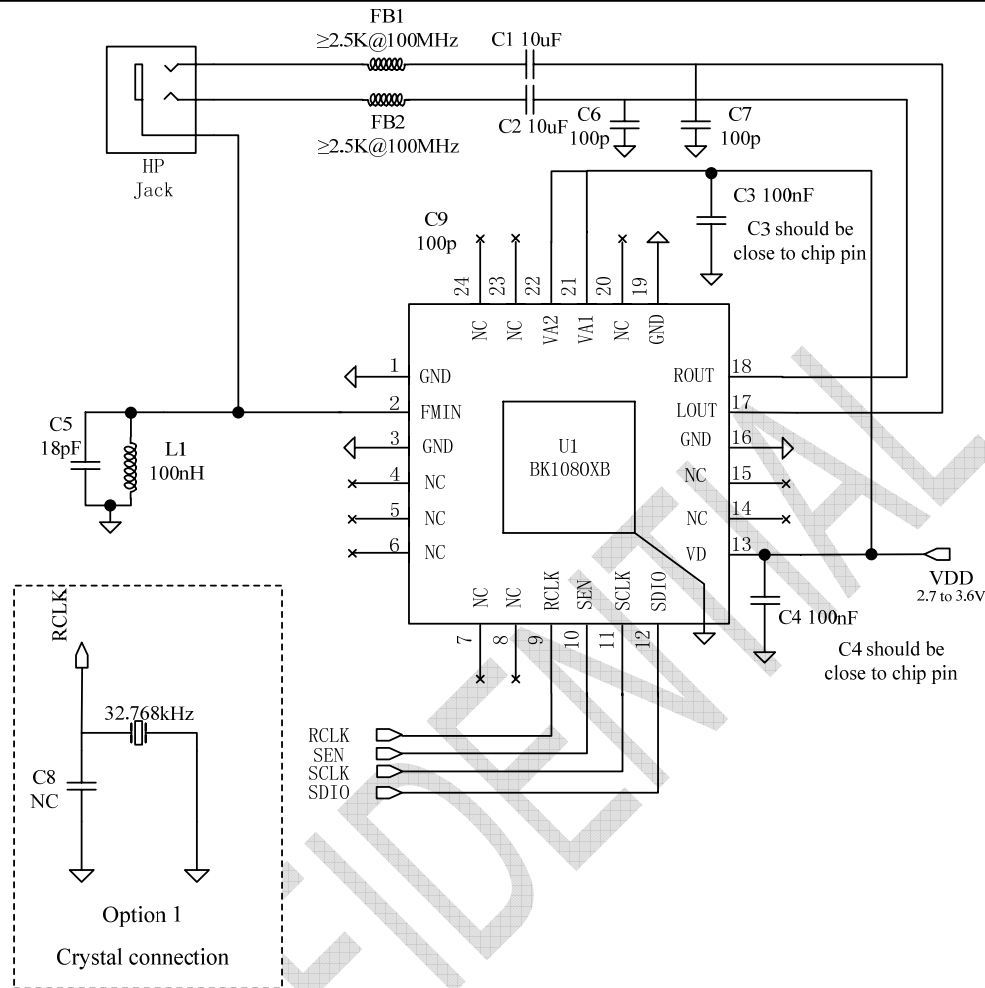 FB1
≥2.5K@100MHz
C1 10uF
FB2
≥2.5K@100MHz
C2 10uF
C6
100p
C7
100p
HP
Jack
C9
100p
C3 100nF
C3 should be
close to chip pin
24
23
22
21
20
19
NC
NC
VA2
VA1
NC
GND
1
GND
2
FMIN
3
GND
4
NC
5
NC
6
NC
18
ROUT
17
LOUT
16
GND
15
NC
14
NC
13
VD
U1
BK1080XB
C5
18pF
L1
100nH
VDD
2.7 to 3.6V
C4 100nF
C4 should be
close to chip pin
NC
NC
RCLK
SEN
SCLK
SDIO
7
8
9
10
11
12
RCLK
SEN
SCLK
SDIO
RCLK
32.768kHz
C8
NC
Option 1
Crystal connection
FIDENTIAL